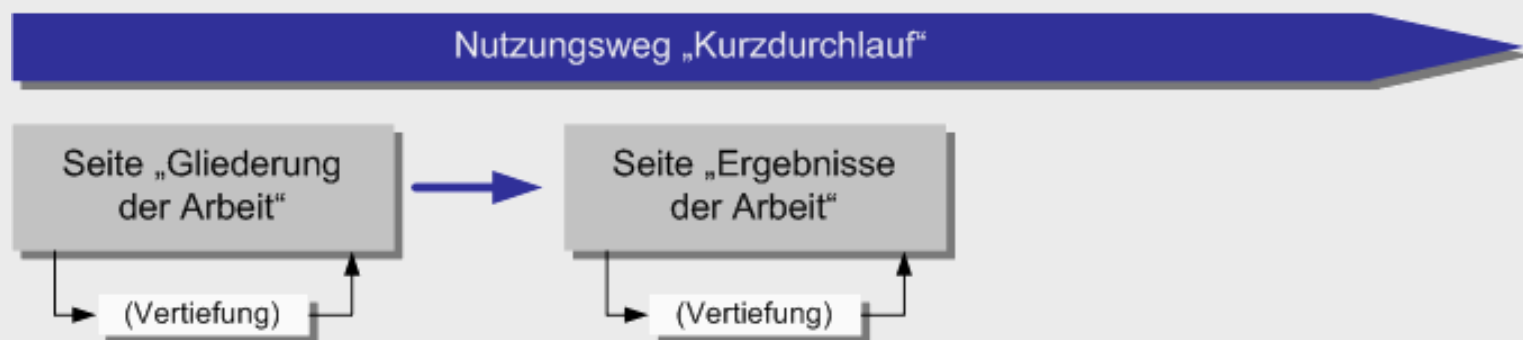 Nutzungsweg „Kurzdurchlauf“
Seite „Gliederung
der Arbeit“
Seite „Ergebnisse
der Arbeit“
(Vertiefung)
(Vertiefung)